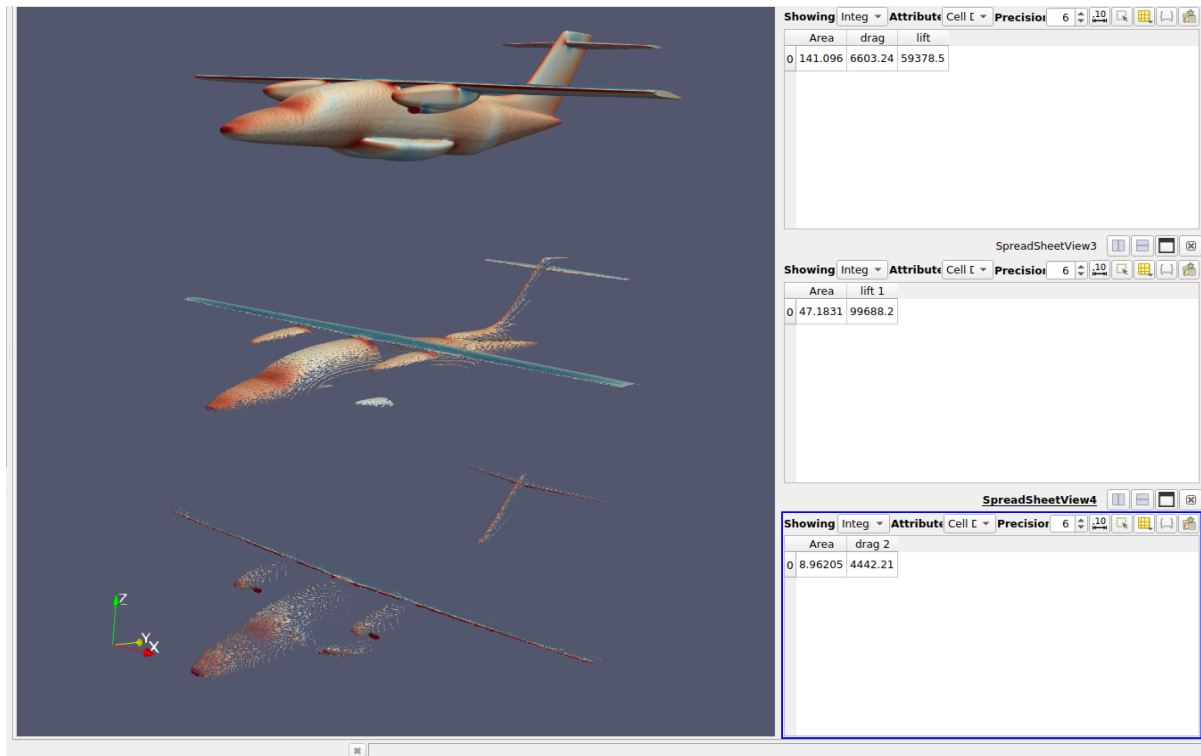 Showing Integ Attribute Cell D Precision 6
Area drag lift
0 141.096 6603.24 59378.5
SpreadSheetView3
Showing Integ Attribute Cell D Precision 6
Area lift 1
0 47.1831 99688.2
SpreadSheetView4
Showing Integ Attribute Cell D Precision 6
Area drag 2
0 8.96205 4442.21
Z
Y
X